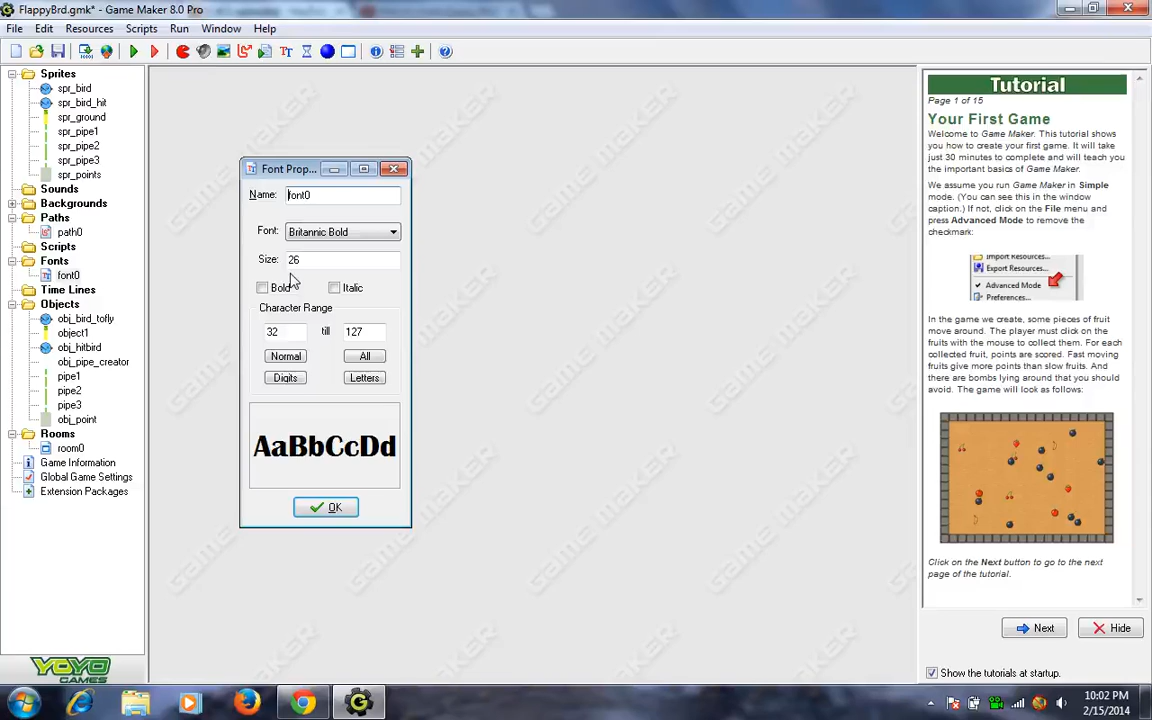 FlappyBrd.gmk* - Game Maker 8.0 Pro
File Edit Resources Scripts Run Window Help
Sprites
spr_bird
spr_bird_hit
spr_ground
spr_pipe1
spr_pipe2
spr_pipe3
spr_points
Sounds
Backgrounds
Paths
path0
Scripts
Fonts
font0
Time Lines
Objects
obj_bird_tofly
object1
obj_hitbird
obj_pipe_creator
pipe1
pipe2
pipe3
obj_point
Rooms
room0
Game Information
Global Game Settings
Extension Packages
YOYO
GAMES
Font Prop...
Name: font0
Font: Britannic Bold
Size: 26
Bold Italic
Character Range
32 till 127
Normal All
Digits Letters
AaBbCcDd
OK
GAME MAKER
Tutorial
Page 1 of 15
Your First Game
Welcome to Game Maker. This tutorial shows
you how to create your first game. It will take
just 30 minutes to complete and will teach you
the important basics of Game Maker.
We assume you run Game Maker in Simple
mode. (You can see this in the window
caption.) If not, click on the File menu and
press Advanced Mode to remove the
checkmark:
Import Resources...
Export Resources...
Advanced Mode
Preferences...
In the game we create, some pieces of fruit
move around. The player must click on the
fruits with the mouse to collect them. For each
collected fruit, points are scored. Fast moving
fruits give more points than slow fruits. And
there are bombs lying around that you should
avoid. The game will look as follows:
Click on the Next button to go to the next
page of the tutorial.
Next Hide
Show the tutorials at startup.
10:02 PM
2/15/2014